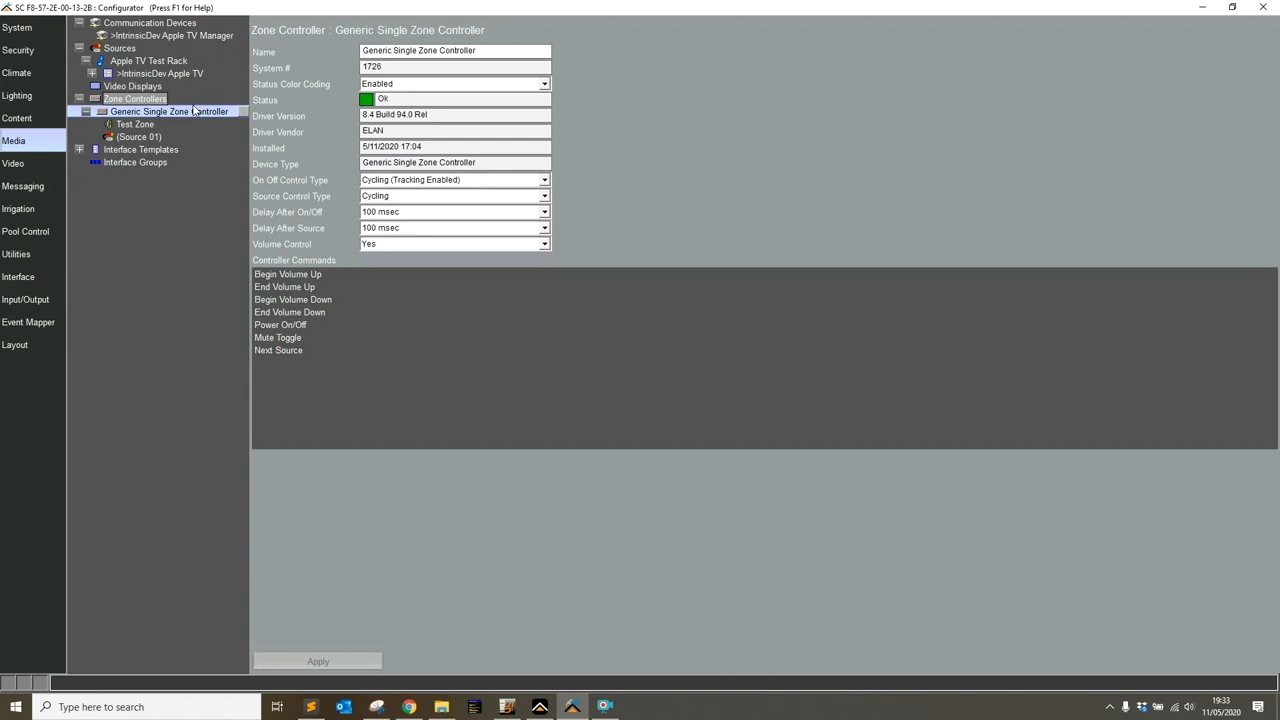 SC F8-57-2E-00-13-2B : Configurator (Press F1 for Help)
System
Security
Climate
Lighting
Content
Media
Video
Messaging
Irrigation
Pool Control
Utilities
Interface
Input/Output
Event Mapper
Layout
Communication Devices
>IntrinsicDev Apple TV Manager
Sources
Apple TV Test Rack
>IntrinsicDev Apple TV
Video Displays
Zone Controllers
Generic Single Zone Controller
Test Zone
(Source 01)
Interface Templates
Interface Groups
Zone Controller : Generic Single Zone Controller
Name Generic Single Zone Controller
System # 1726
Status Color Coding Enabled
Status Ok
Driver Version 8.4 Build 94.0 Rel
Driver Vendor ELAN
Installed 5/11/2020 17:04
Device Type Generic Single Zone Controller
On Off Control Type Cycling (Tracking Enabled)
Source Control Type Cycling
Delay After On/Off 100 msec
Delay After Source 100 msec
Volume Control Yes
Controller Commands
Begin Volume Up
End Volume Up
Begin Volume Down
End Volume Down
Power On/Off
Mute Toggle
Next Source
Apply
Type here to search
19:33
11/05/2020